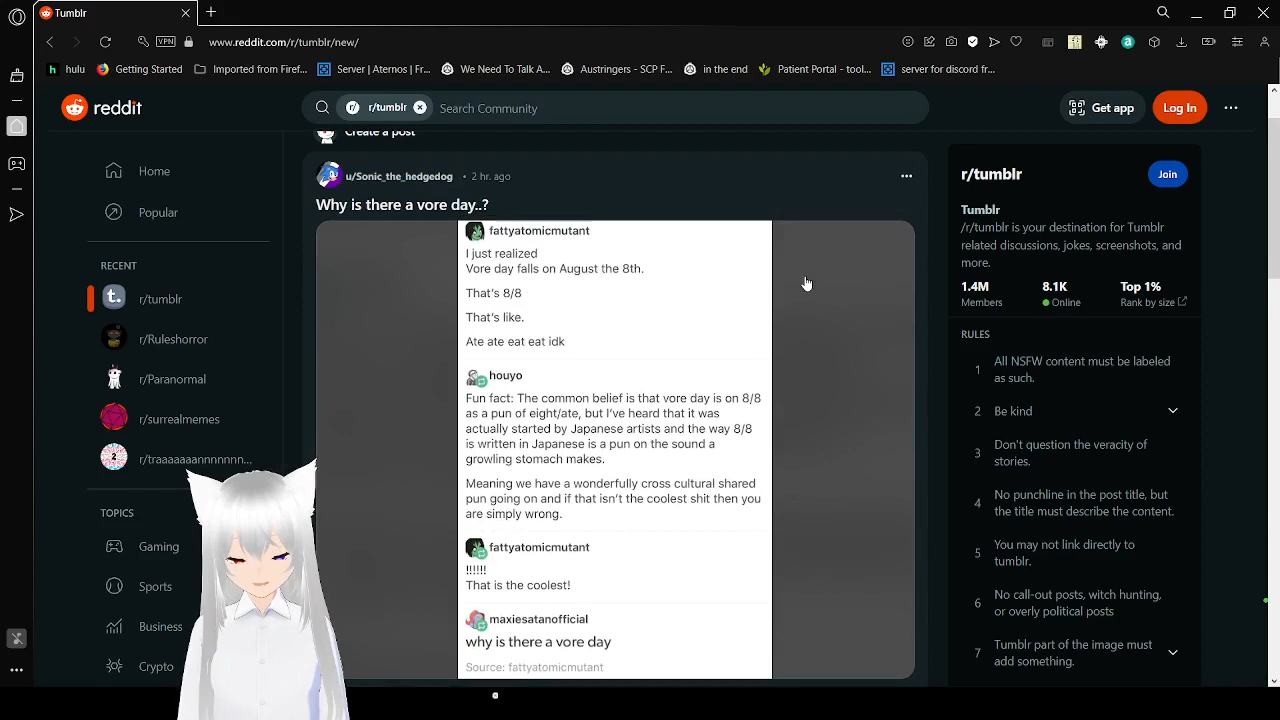 Tumblr
VPN
www.reddit.com/r/tumblr/new/
hulu
Getting Started
Imported from Firef...
Server | Aternos | Fr...
We Need To Talk A...
Austringers - SCP F...
in the end
Patient Portal - tool...
server for discord fr...
reddit
r/ r/tumblr
Search Community
Get app
Log In
Home
Popular
RECENT
r/tumblr
r/Ruleshorror
r/Paranormal
r/surrealmemes
r/traaaaaaannnnnn...
TOPICS
Gaming
Sports
Business
Crypto
Create a post
u/Sonic_the_hedgedog • 2 hr. ago
Why is there a vore day..?
fattyatomicmutant
I just realized
Vore day falls on August the 8th.
That's 8/8
That's like.
Ate ate eat eat idk
houyo
Fun fact: The common belief is that vore day is on 8/8
as a pun of eight/ate, but I've heard that it was
actually started by Japanese artists and the way 8/8
is written in Japanese is a pun on the sound a
growling stomach makes.
Meaning we have a wonderfully cross cultural shared
pun going on and if that isn't the coolest shit then you
are simply wrong.
fattyatomicmutant
!!!!!!
That is the coolest!
maxiesatanofficial
why is there a vore day
Source: fattyatomicmutant
r/tumblr
Join
Tumblr
/r/tumblr is your destination for Tumblr
related discussions, jokes, screenshots, and
more.
1.4M
Members
8.1K
Online
Top 1%
Rank by size
RULES
1 All NSFW content must be labeled
as such.
2 Be kind
3 Don't question the veracity of
stories.
4 No punchline in the post title, but
the title must describe the content.
5 You may not link directly to
tumblr.
6 No call-out posts, witch hunting,
or overly political posts
7 Tumblr part of the image must
add something.